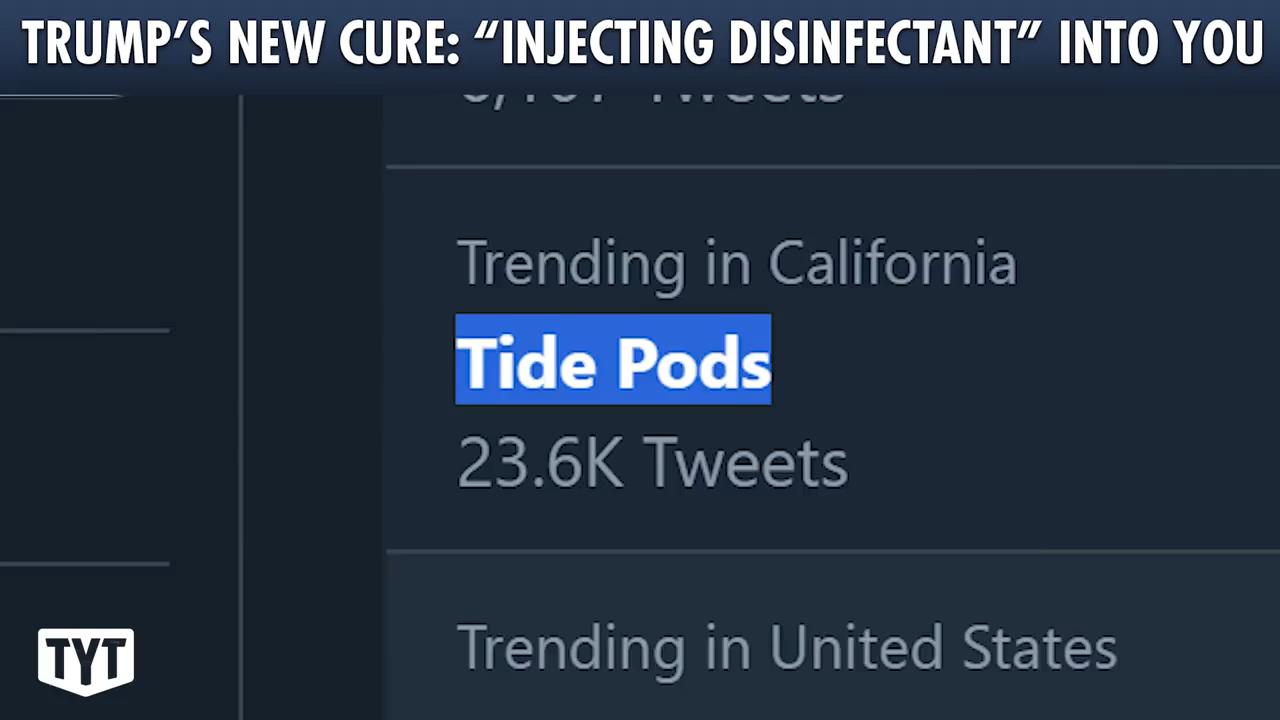 TRUMP’S NEW CURE: “INJECTING DISINFECTANT” INTO YOU
Tweets
Trending in California
Tide Pods
23.6K Tweets
Trending in United States
TYT